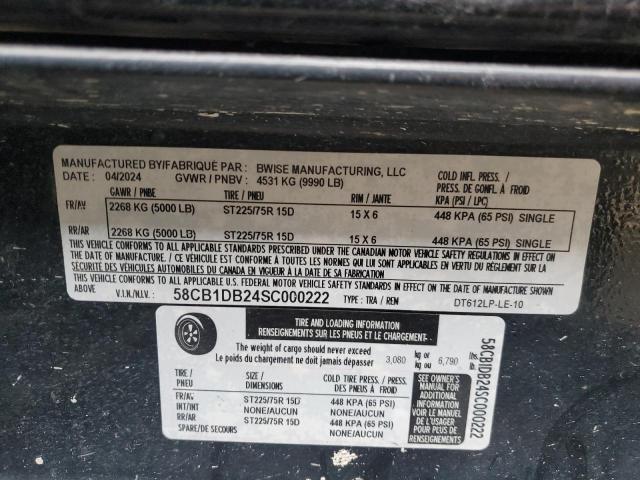 MANUFACTURED BY/FABRIQUÉ PAR : BWISE MANUFACTURING, LLC
DATE : 04/2024 GVWR / PNBV : 4531 KG (9990 LB)
GAWR / PNBE TIRE / PNEU RIM / JANTE COLD INFL. PRESS. / PRESS. DE GONFL. À FROID KPA (PSI / LPC)
FR/AV 2268 KG (5000 LB) ST225/75R 15D 15 X 6 448 KPA (65 PSI) SINGLE
RR/AR 2268 KG (5000 LB) ST225/75R 15D 15 X 6 448 KPA (65 PSI) SINGLE
THIS VEHICLE CONFORMS TO ALL APPLICABLE STANDARDS PRESCRIBED UNDER THE CANADIAN MOTOR VEHICLE SAFETY REGULATIONS IN EFFECT ON
THE DATE OF MANUFACTURE. / CE VÉHICULE EST CONFORME À TOUTES LES NORMES QUI LUI SONT APPLICABLES EN VERTU DU RÈGLEMENT SUR LA
SÉCURITÉ DES VÉHICULES AUTOMOBILES DU CANADA EN VIGUEUR À LA DATE DE SA FABRICATION
THIS VEHICLE CONFORMS TO ALL APPLICABLE U.S. FEDERAL MOTOR VEHICLE SAFETY STANDARDS IN EFFECT ON THE DATE OF MANUFACTURE SHOWN
ABOVE V.I.N./N.I.V.: 58CB1DB24SC000222 TYPE : TRA / REM DT612LP-LE-10
TIRE AND LOADING INFORMATION
RENSEIGNEMENTS SUR LES PNEUS ET LE CHARGEMENT
The weight of cargo should never exceed
Le poids du chargement ne doit jamais dépasser 3,080 kg or/ou 6,790 lbs.
TIRE / PNEU SIZE / DIMENSIONS COLD TIRE PRESSURE / PRESS. DES PNEUS À FROID
FR/AV ST225/75R 15D 448 KPA (65 PSI)
INT/INT NONE/AUCUN NONE/AUCUN
RR/AR ST225/75R 15D 448 KPA (65 PSI)
SPARE/DE SECOURS NONE/AUCUN NONE/AUCUN
SEE OWNER'S
MANUAL FOR
ADDITIONAL
INFORMATION
VOIR LE MANUEL
DE L'USAGER
POUR PLUS DE
RENSEIGNEMENTS
58CB1DB24SC000222